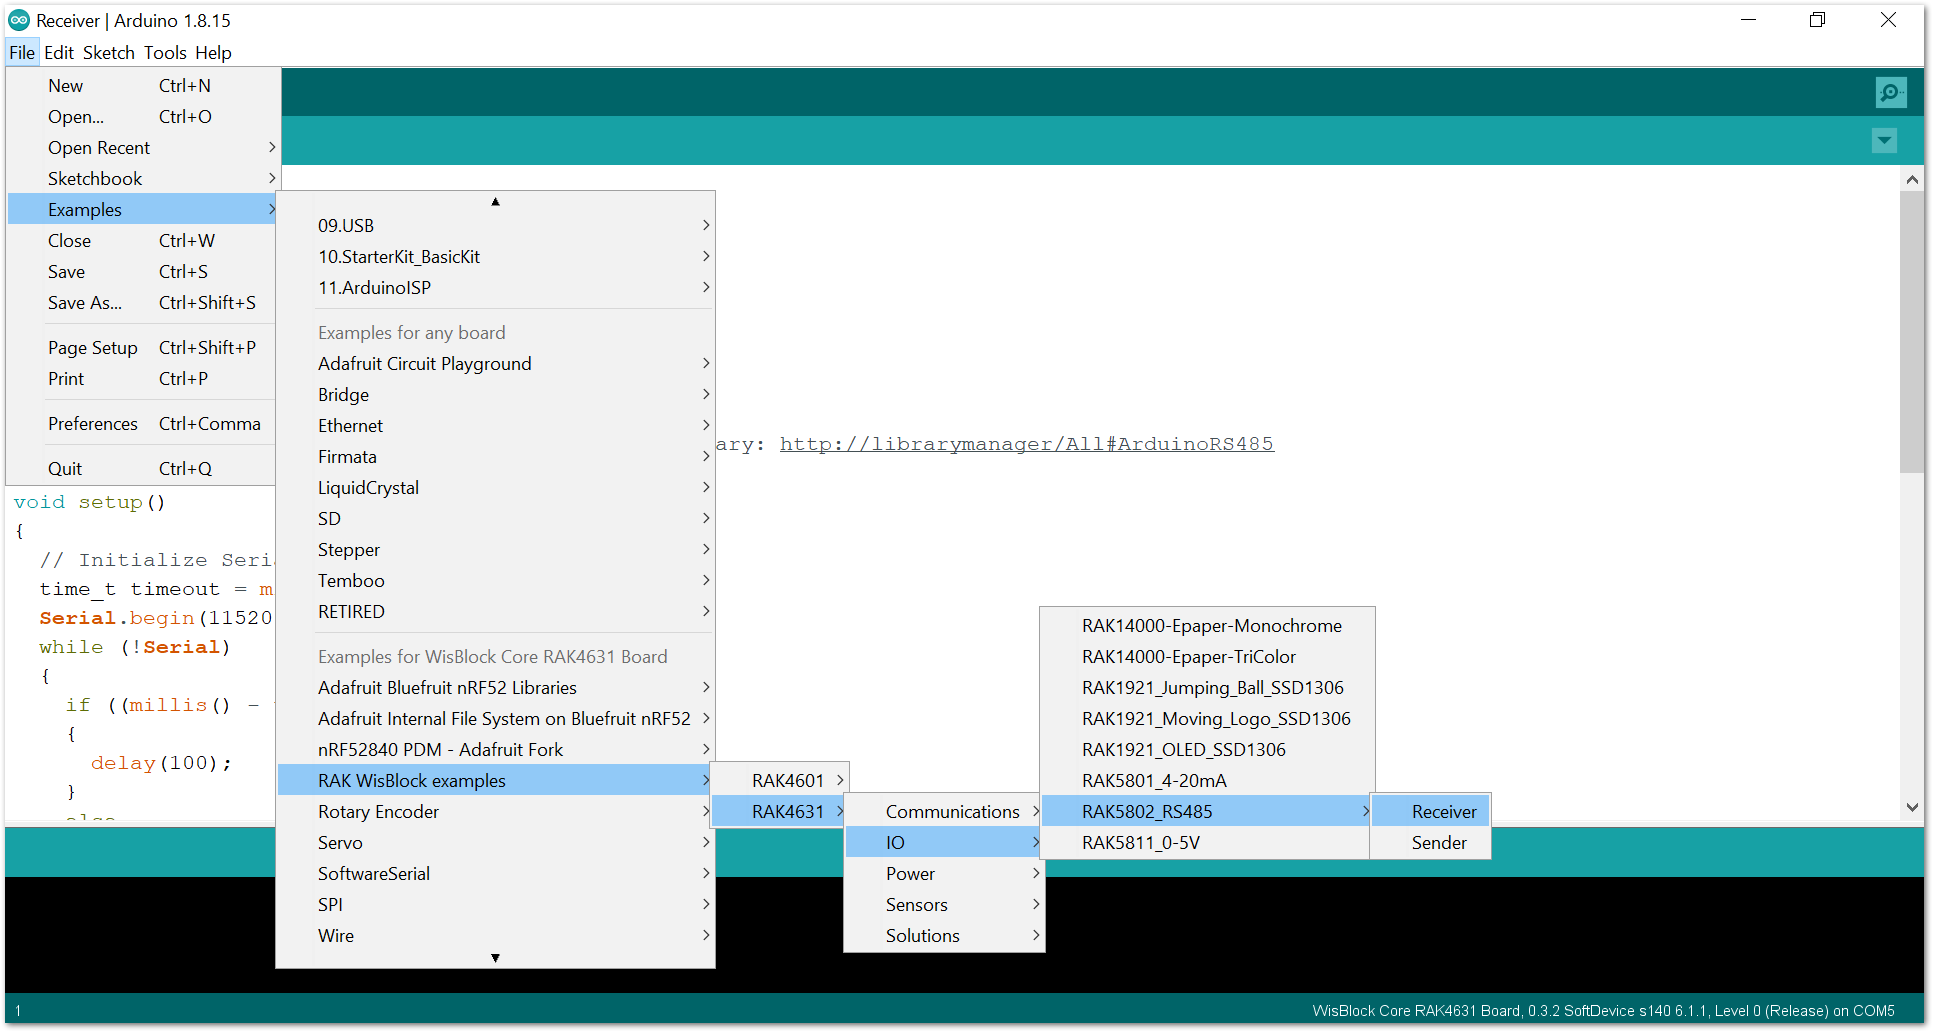 Receiver | Arduino 1.8.15
File Edit Sketch Tools Help
New Ctrl+N
Open... Ctrl+O
Open Recent
Sketchbook
Examples
Close Ctrl+W
Save Ctrl+S
Save As... Ctrl+Shift+S
Page Setup Ctrl+Shift+P
Print Ctrl+P
Preferences Ctrl+Comma
Quit Ctrl+Q
09.USB
10.StarterKit_BasicKit
11.ArduinoISP
Examples for any board
Adafruit Circuit Playground
Bridge
Ethernet
Firmata
LiquidCrystal
SD
Stepper
Temboo
RETIRED
Examples for WisBlock Core RAK4631 Board
Adafruit Bluefruit nRF52 Libraries
Adafruit Internal File System on Bluefruit nRF52
nRF52840 PDM - Adafruit Fork
RAK WisBlock examples
Rotary Encoder
Servo
SoftwareSerial
SPI
Wire
RAK4601
RAK4631
Communications
IO
Power
Sensors
Solutions
RAK14000-Epaper-Monochrome
RAK14000-Epaper-TriColor
RAK1921_Jumping_Ball_SSD1306
RAK1921_Moving_Logo_SSD1306
RAK1921_OLED_SSD1306
RAK5801_4-20mA
RAK5802_RS485
RAK5811_0-5V
Receiver
Sender
ary: http://librarymanager/All#ArduinoRS485
void setup()
{
// Initialize Seri
time_t timeout = m
Serial.begin(11520
while (!Serial)
{
if ((millis() -
{
delay(100);
}
else
1
WisBlock Core RAK4631 Board, 0.3.2 SoftDevice s140 6.1.1, Level 0 (Release) on COM5